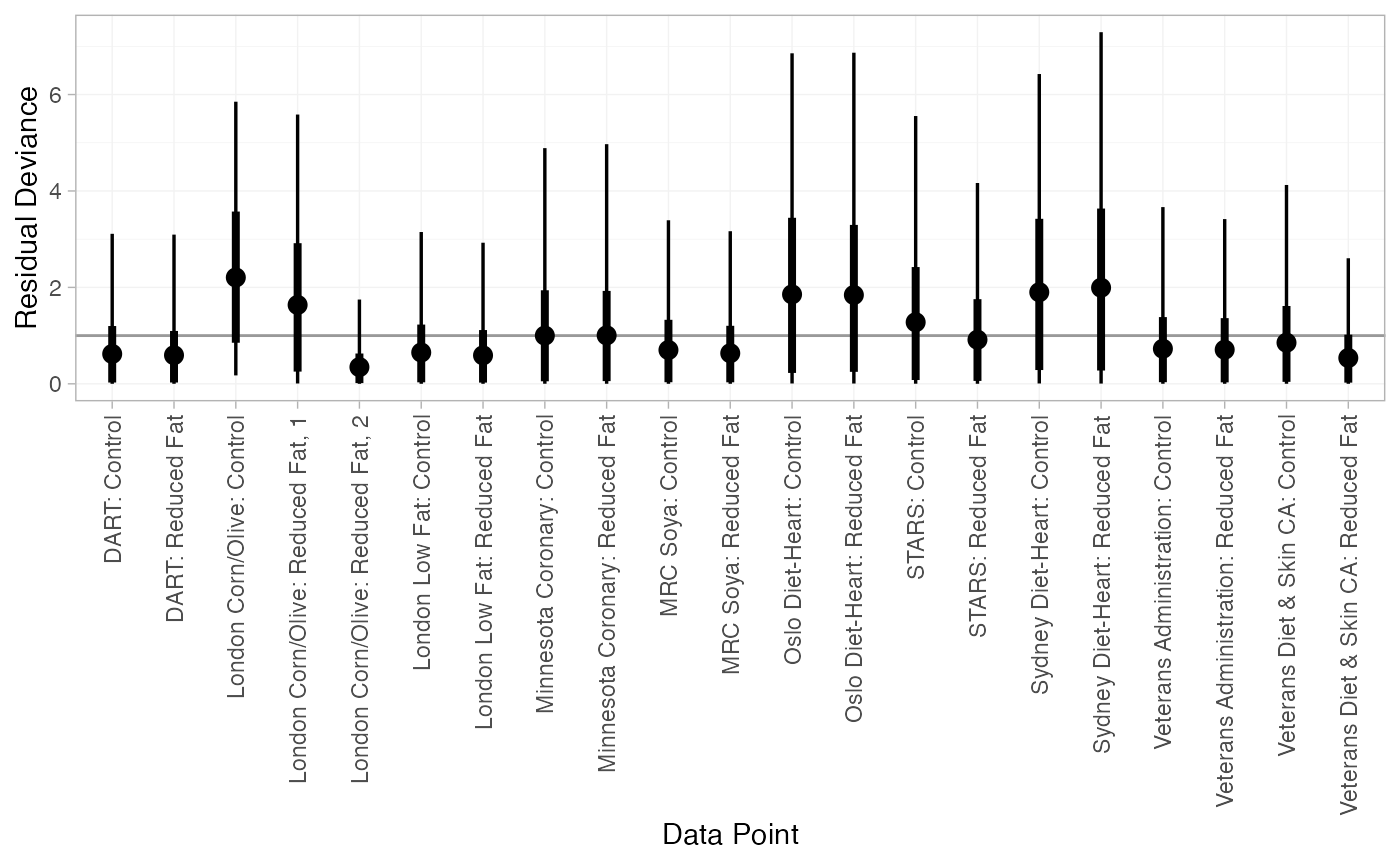 Residual Deviance
6
4
2
0
DART: Control
DART: Reduced Fat
London Corn/Olive: Control
London Corn/Olive: Reduced Fat, 1
London Corn/Olive: Reduced Fat, 2
London Low Fat: Control
London Low Fat: Reduced Fat
Minnesota Coronary: Control
Minnesota Coronary: Reduced Fat
MRC Soya: Control
MRC Soya: Reduced Fat
Oslo Diet-Heart: Control
Oslo Diet-Heart: Reduced Fat
STARS: Control
STARS: Reduced Fat
Sydney Diet-Heart: Control
Sydney Diet-Heart: Reduced Fat
Veterans Administration: Control
Veterans Administration: Reduced Fat
Veterans Diet & Skin CA: Control
Veterans Diet & Skin CA: Reduced Fat
Data Point